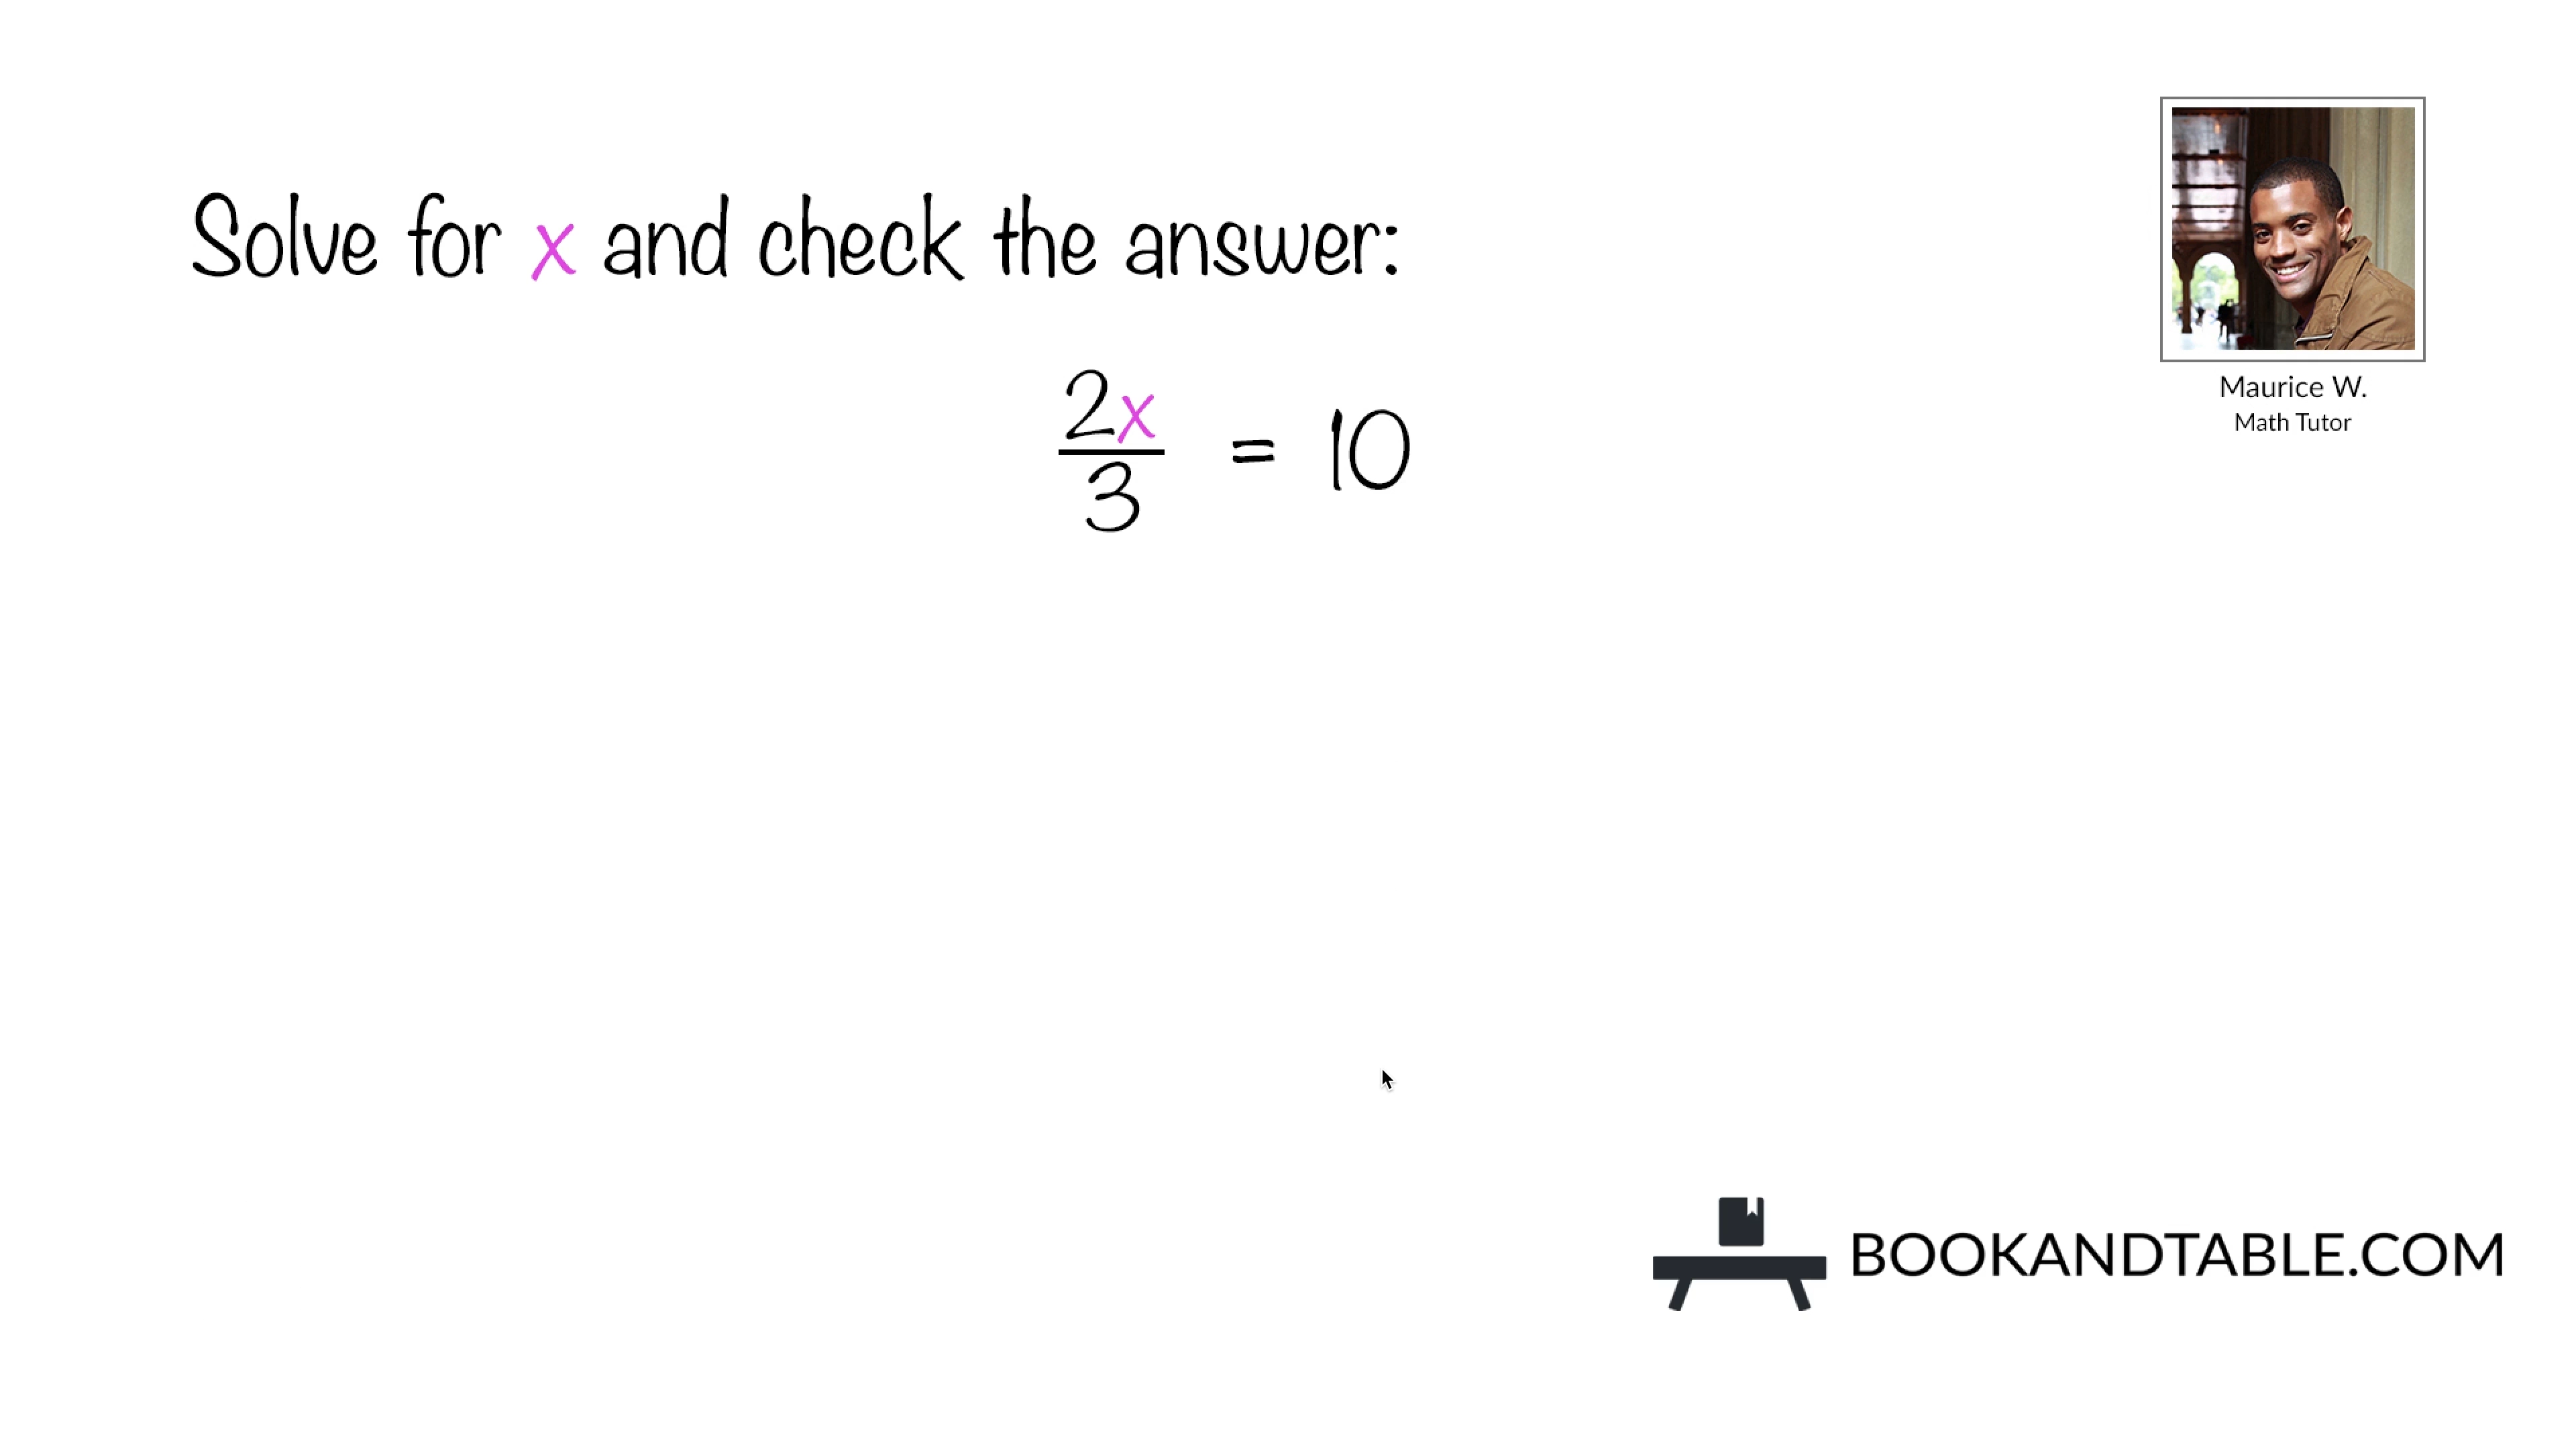 Solve for x and check the answer:
2x
3
= 10
Maurice W.
Math Tutor
BOOKANDTABLE.COM